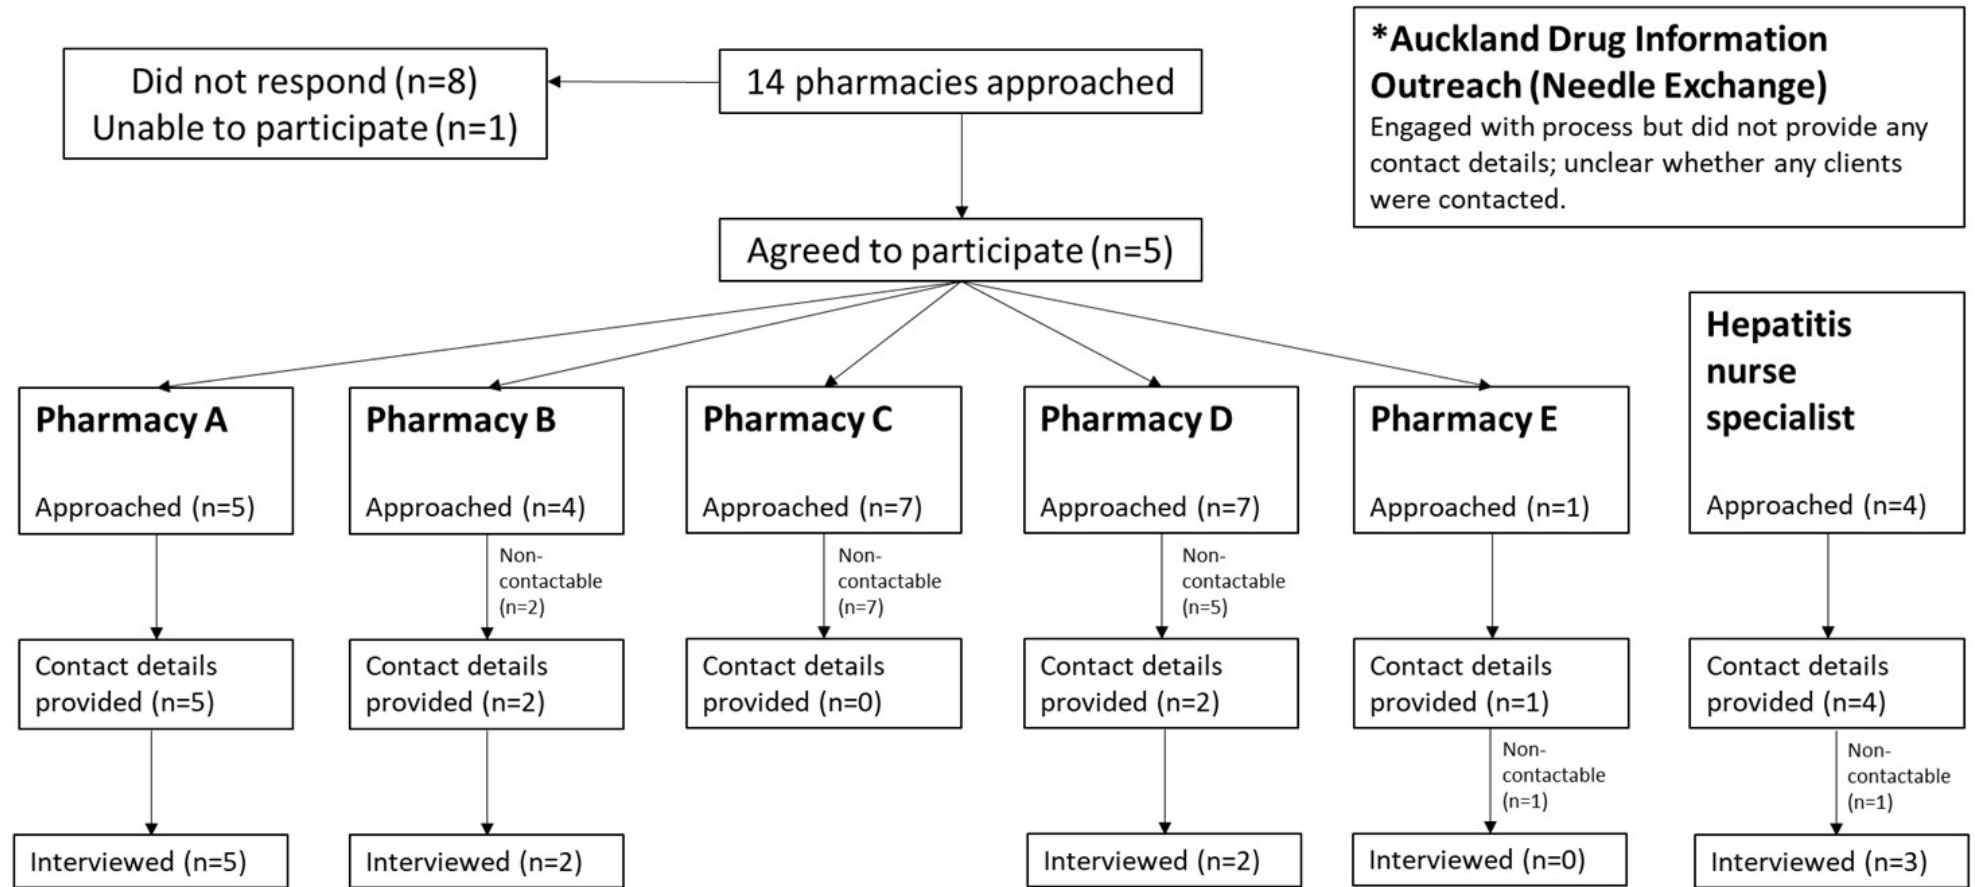 Did not respond (n=8)
Unable to participate (n=1)
14 pharmacies approached
*Auckland Drug Information
Outreach (Needle Exchange)
Engaged with process but did not provide any
contact details; unclear whether any clients
were contacted.
Agreed to participate (n=5)
Pharmacy A
Approached (n=5)
Pharmacy B
Approached (n=4)
Pharmacy C
Approached (n=7)
Pharmacy D
Approached (n=7)
Pharmacy E
Approached (n=1)
Hepatitis
nurse
specialist
Approached (n=4)
Non-
contactable
(n=2)
Non-
contactable
(n=7)
Non-
contactable
(n=5)
Contact details
provided (n=5)
Contact details
provided (n=2)
Contact details
provided (n=0)
Contact details
provided (n=2)
Contact details
provided (n=1)
Contact details
provided (n=4)
Non-
contactable
(n=1)
Non-
contactable
(n=1)
Interviewed (n=5)
Interviewed (n=2)
Interviewed (n=2)
Interviewed (n=0)
Interviewed (n=3)